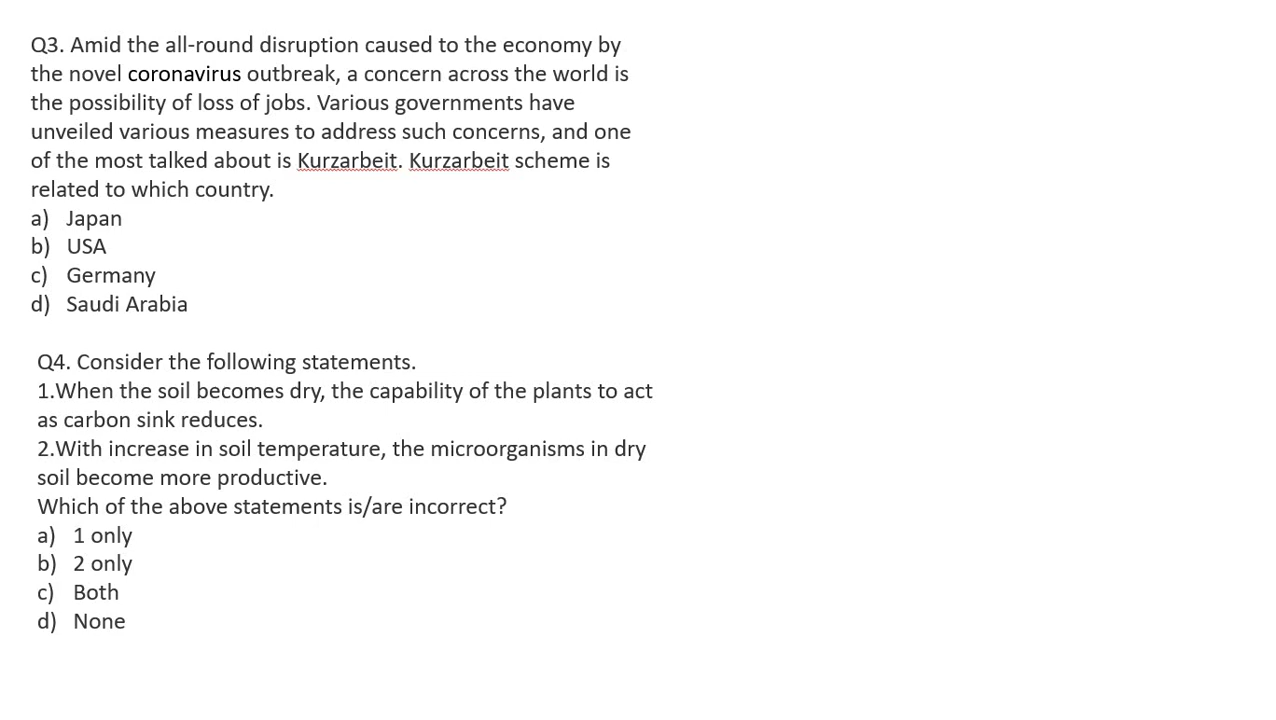 Q3. Amid the all-round disruption caused to the economy by
the novel coronavirus outbreak, a concern across the world is
the possibility of loss of jobs. Various governments have
unveiled various measures to address such concerns, and one
of the most talked about is Kurzarbeit. Kurzarbeit scheme is
related to which country.
a) Japan
b) USA
c) Germany
d) Saudi Arabia
Q4. Consider the following statements.
1.When the soil becomes dry, the capability of the plants to act
as carbon sink reduces.
2.With increase in soil temperature, the microorganisms in dry
soil become more productive.
Which of the above statements is/are incorrect?
a) 1 only
b) 2 only
c) Both
d) None